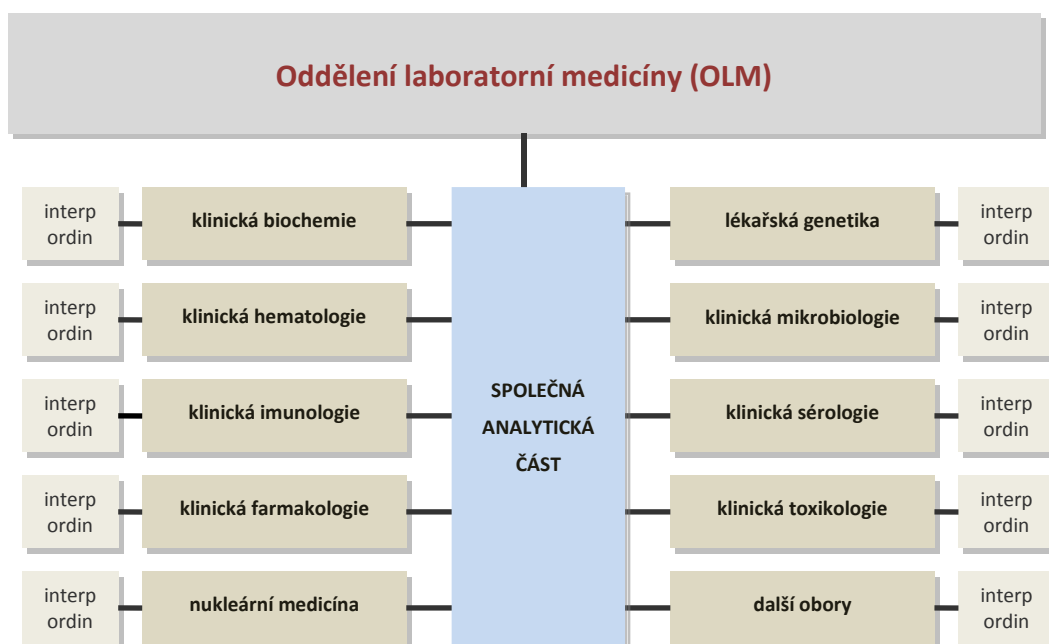 Oddělení laboratorní medicíny (OLM)
interp
ordin
klinická biochemie
lékařská genetika
interp
ordin
interp
ordin
klinická hematologie
klinická mikrobiologie
interp
ordin
interp
ordin
klinická imunologie
SPOLEČNÁ
ANALYTICKÁ
ČÁST
klinická sérologie
interp
ordin
interp
ordin
klinická farmakologie
klinická toxikologie
interp
ordin
interp
ordin
nukleární medicína
další obory
interp
ordin